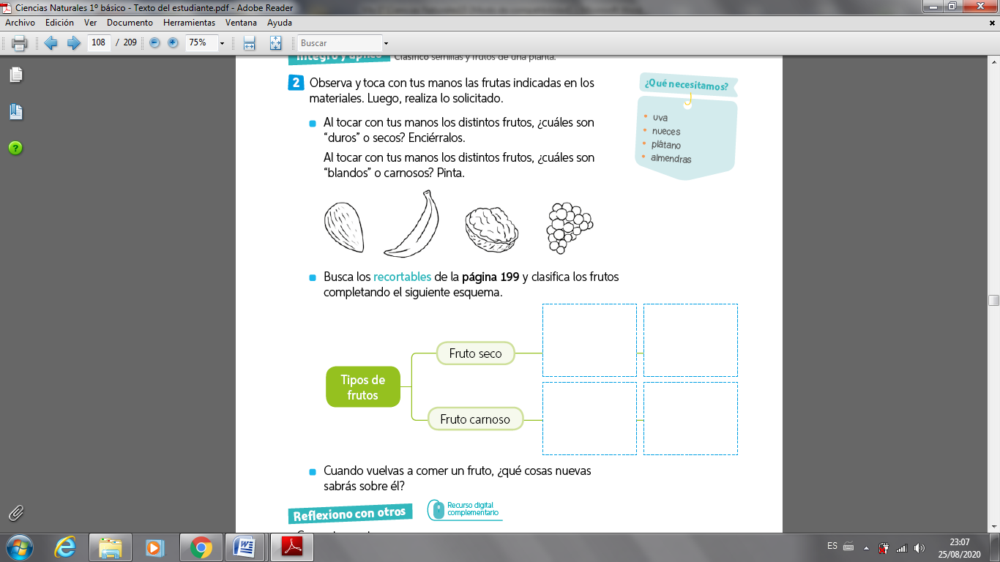 Ciencias Naturales 1º básico - Texto del estudiante.pdf - Adobe Reader
Archivo Edición Ver Documento Herramientas Ventana Ayuda
108 / 209 75% Buscar
Integro y aplico Clasifico semillas y frutos de una planta.
2 Observa y toca con tus manos las frutas indicadas en los
materiales. Luego, realiza lo solicitado.
¿Qué necesitamos?
• uva
• nueces
• plátano
• almendras
Al tocar con tus manos los distintos frutos, ¿cuáles son
“duros” o secos? Enciérralos.
Al tocar con tus manos los distintos frutos, ¿cuáles son
“blandos” o carnosos? Pinta.
Busca los recortables de la página 199 y clasifica los frutos
completando el siguiente esquema.
Tipos de
frutos
Fruto seco
Fruto carnoso
Cuando vuelvas a comer un fruto, ¿qué cosas nuevas
sabrás sobre él?
Reflexiono con otros
Recurso digital
complementario
ES
23:07
25/08/2020